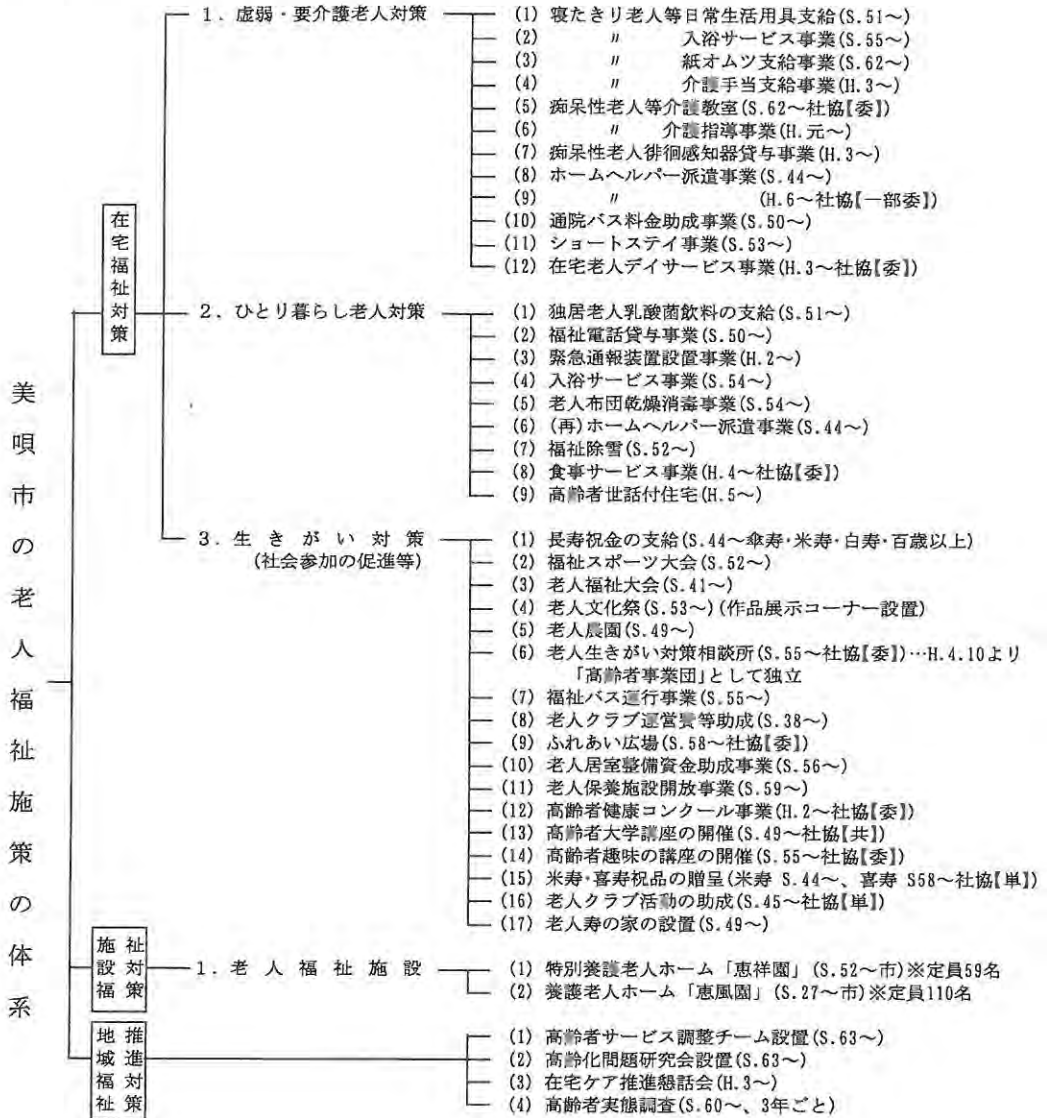 美唄市の老人福祉施策の体系
在宅福祉対策
1. 虚弱・要介護老人対策
(1) 寝たきり老人等日常生活用具支給(S.51～)
(2) 〃 入浴サービス事業(S.55～)
(3) 〃 紙オムツ支給事業(S.62～)
(4) 〃 介護手当支給事業(H.3～)
(5) 痴呆性老人等介護教室(S.62～社協【委】)
(6) 〃 介護指導事業(H.元～)
(7) 痴呆性老人徘徊感知器貸与事業(H.3～)
(8) ホームヘルパー派遣事業(S.44～)
(9) 〃 (H.6～社協【一部委】)
(10) 通院バス料金助成事業(S.50～)
(11) ショートステイ事業(S.53～)
(12) 在宅老人デイサービス事業(H.3～社協【委】)
2. ひとり暮らし老人対策
(1) 独居老人乳酸菌飲料の支給(S.51～)
(2) 福祉電話貸与事業(S.50～)
(3) 緊急通報装置設置事業(H.2～)
(4) 入浴サービス事業(S.54～)
(5) 老人布団乾燥消毒事業(S.54～)
(6) (再)ホームヘルパー派遣事業(S.44～)
(7) 福祉除雪(S.52～)
(8) 食事サービス事業(H.4～社協【委】)
(9) 高齢者世話付住宅(H.5～)
3. 生きがい対策
(社会参加の促進等)
(1) 長寿祝金の支給(S.44～傘寿・米寿・白寿・百歳以上)
(2) 福祉スポーツ大会(S.52～)
(3) 老人福祉大会(S.41～)
(4) 老人文化祭(S.53～)(作品展示コーナー設置)
(5) 老人農園(S.49～)
(6) 老人生きがい対策相談所(S.55～社協【委】)…H.4.10より
「高齢者事業団」として独立
(7) 福祉バス運行事業(S.55～)
(8) 老人クラブ運営費等助成(S.38～)
(9) ふれあい広場(S.58～社協【委】)
(10) 老人居室整備資金助成事業(S.56～)
(11) 老人保養施設開放事業(S.59～)
(12) 高齢者健康コンクール事業(H.2～社協【委】)
(13) 高齢者大学講座の開催(S.49～社協【共】)
(14) 高齢者趣味の講座の開催(S.55～社協【委】)
(15) 米寿・喜寿祝品の贈呈(米寿 S.44～、喜寿 S58～社協【単】)
(16) 老人クラブ活動の助成(S.45～社協【単】)
(17) 老人寿の家の設置(S.49～)
施設福祉対策
1. 老人福祉施設
(1) 特別養護老人ホーム「恵祥園」(S.52～市)※定員59名
(2) 養護老人ホーム「恵風園」(S.27～市)※定員110名
地域福祉推進対策
(1) 高齢者サービス調整チーム設置(S.63～)
(2) 高齢化問題研究会設置(S.63～)
(3) 在宅ケア推進懇話会(H.3～)
(4) 高齢者実態調査(S.60～、3年ごと)